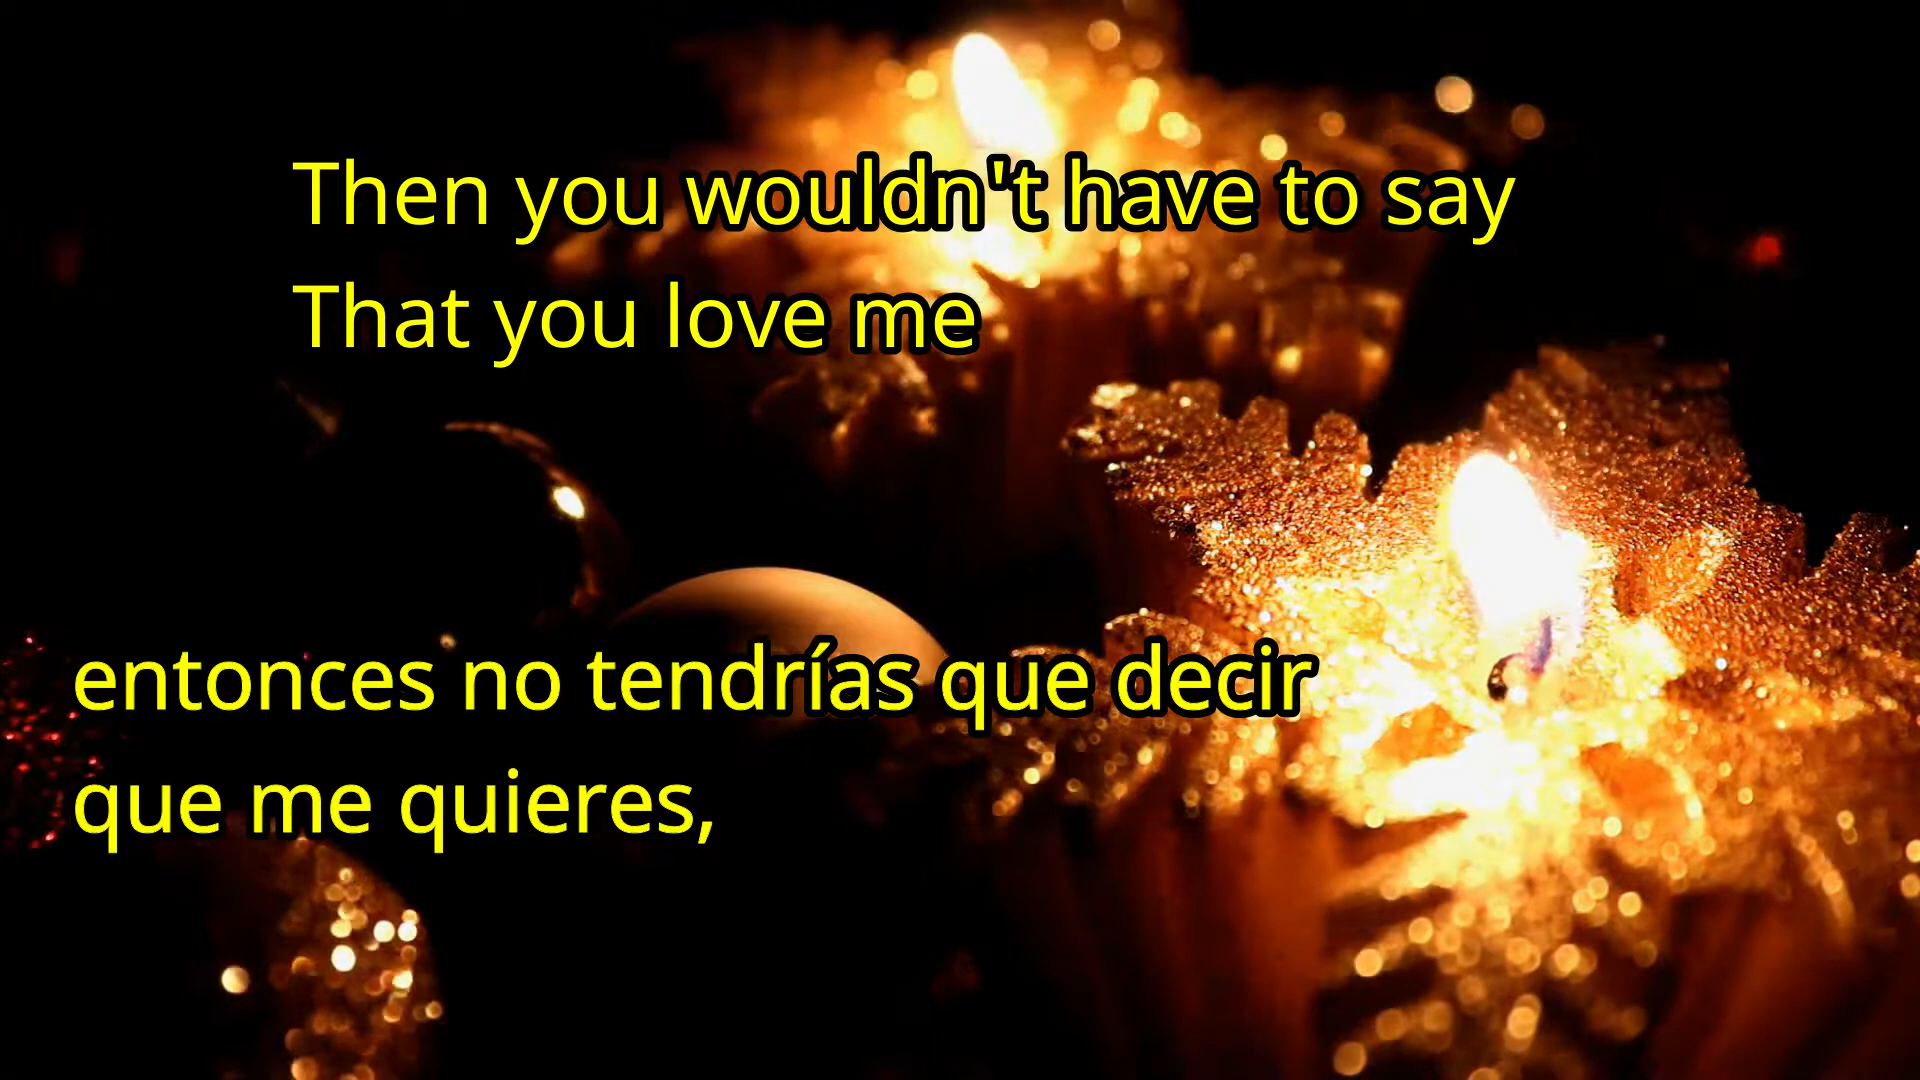 Then you wouldn't have to say
That you love me
entonces no tendrías que decir
que me quieres,